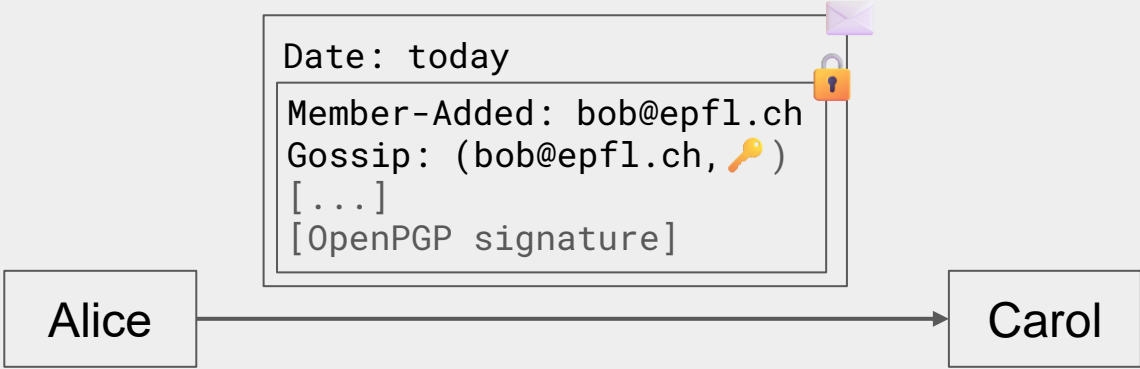 Date: today
Member-Added: bob@epfl.ch
Gossip: (bob@epfl.ch,🔑)
[...]
[OpenPGP signature]
Alice
Carol